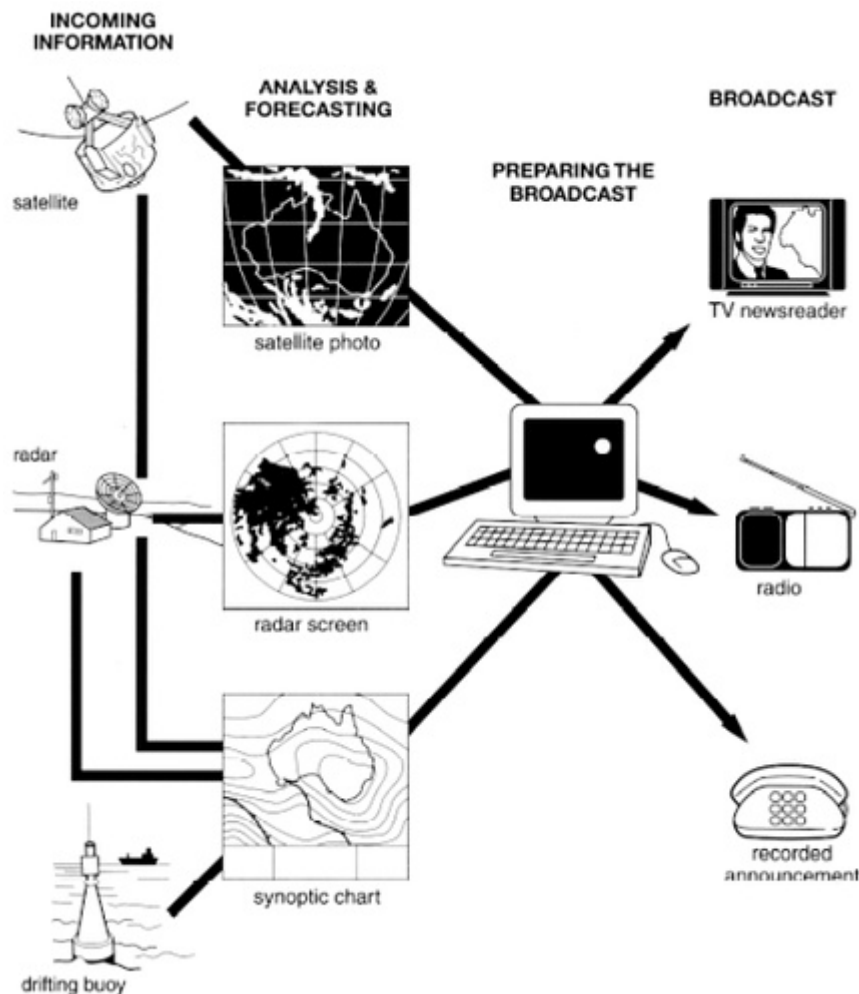 INCOMING
INFORMATION
ANALYSIS &
FORECASTING
BROADCAST
PREPARING THE
BROADCAST
satellite
satellite photo
TV newsreader
radar
radar screen
radio
synoptic chart
recorded
announcement
drifting buoy